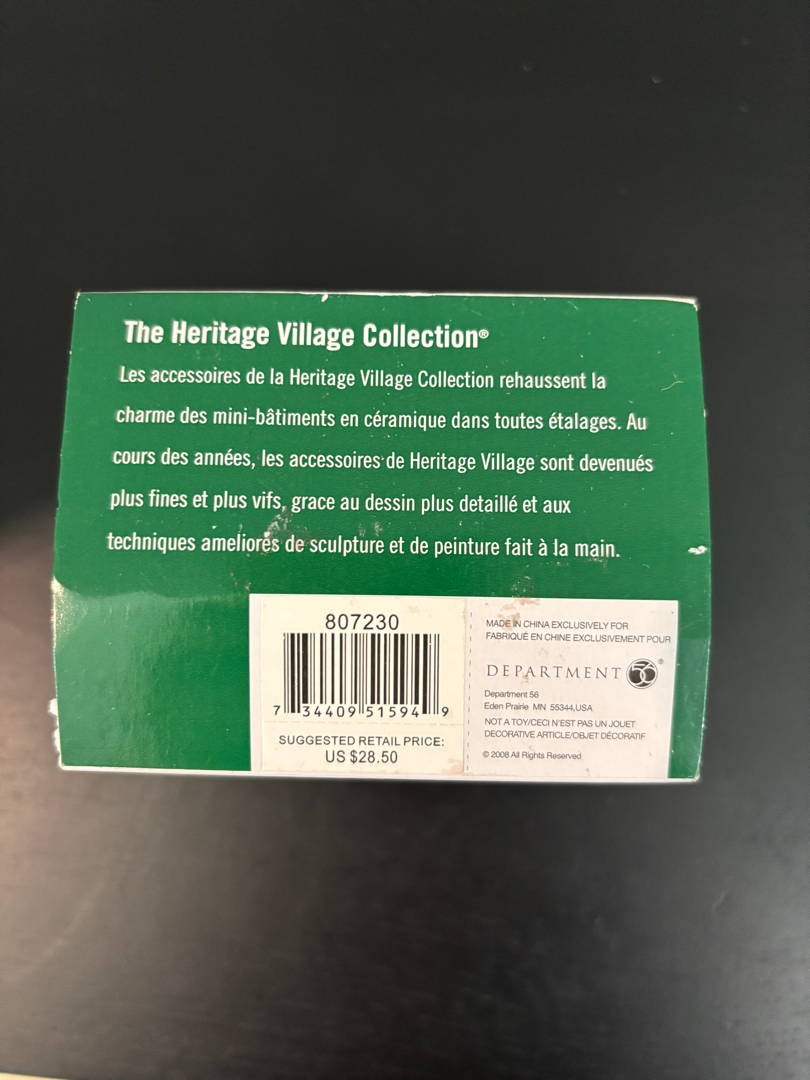 The Heritage Village Collection®
Les accessoires de la Heritage Village Collection rehaussent la
charme des mini-bâtiments en céramique dans toutes étalages. Au
cours des années, les accessoires de Heritage Village sont devenués
plus fines et plus vifs, grace au dessin plus detaillé et aux
techniques ameliorés de sculpture et de peinture fait à la main.
807230
7 34409 51594 9
SUGGESTED RETAIL PRICE:
US $28.50
MADE IN CHINA EXCLUSIVELY FOR
FABRIQUÉ EN CHINE EXCLUSIVEMENT POUR
DEPARTMENT 56®
Department 56
Eden Prairie MN 55344,USA
NOT A TOY/CECI N'EST PAS UN JOUET
DECORATIVE ARTICLE/OBJET DÉCORATIF
© 2008 All Rights Reserved